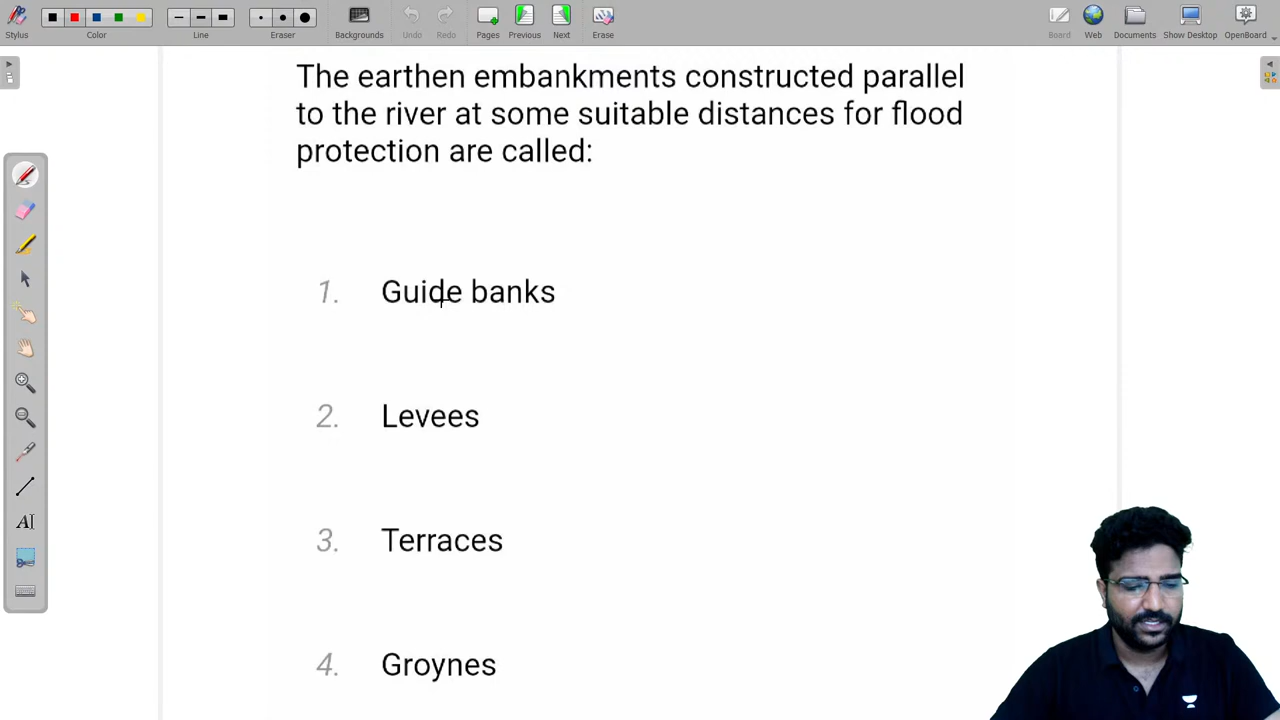 Stylus
Color
Line
Eraser
Backgrounds
Undo
Redo
Pages
Previous
Next
Erase
Board
Web
Documents
Show Desktop
OpenBoard
The earthen embankments constructed parallel
to the river at some suitable distances for flood
protection are called:
1. Guide banks
2. Levees
3. Terraces
4. Groynes
AI